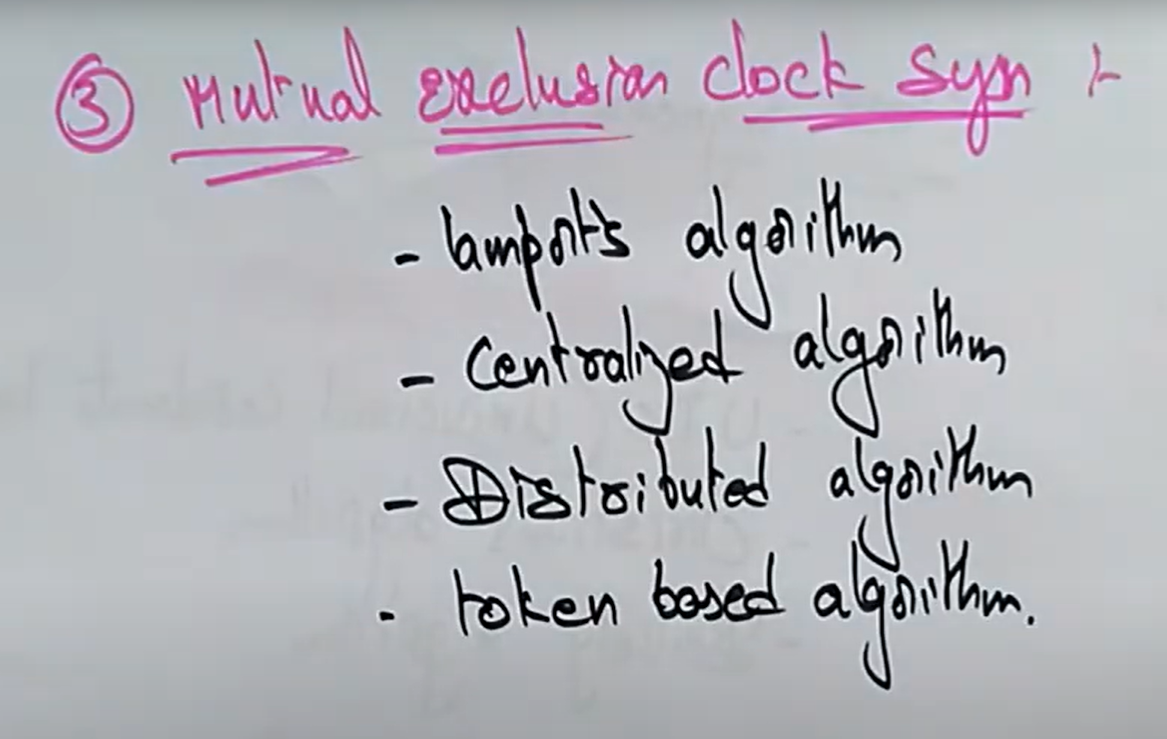 ③ Mutual exclusion clock syn :-
- lamport's algorithm
- Centralized algorithm
- Distributed algorithm
- token based algorithm.